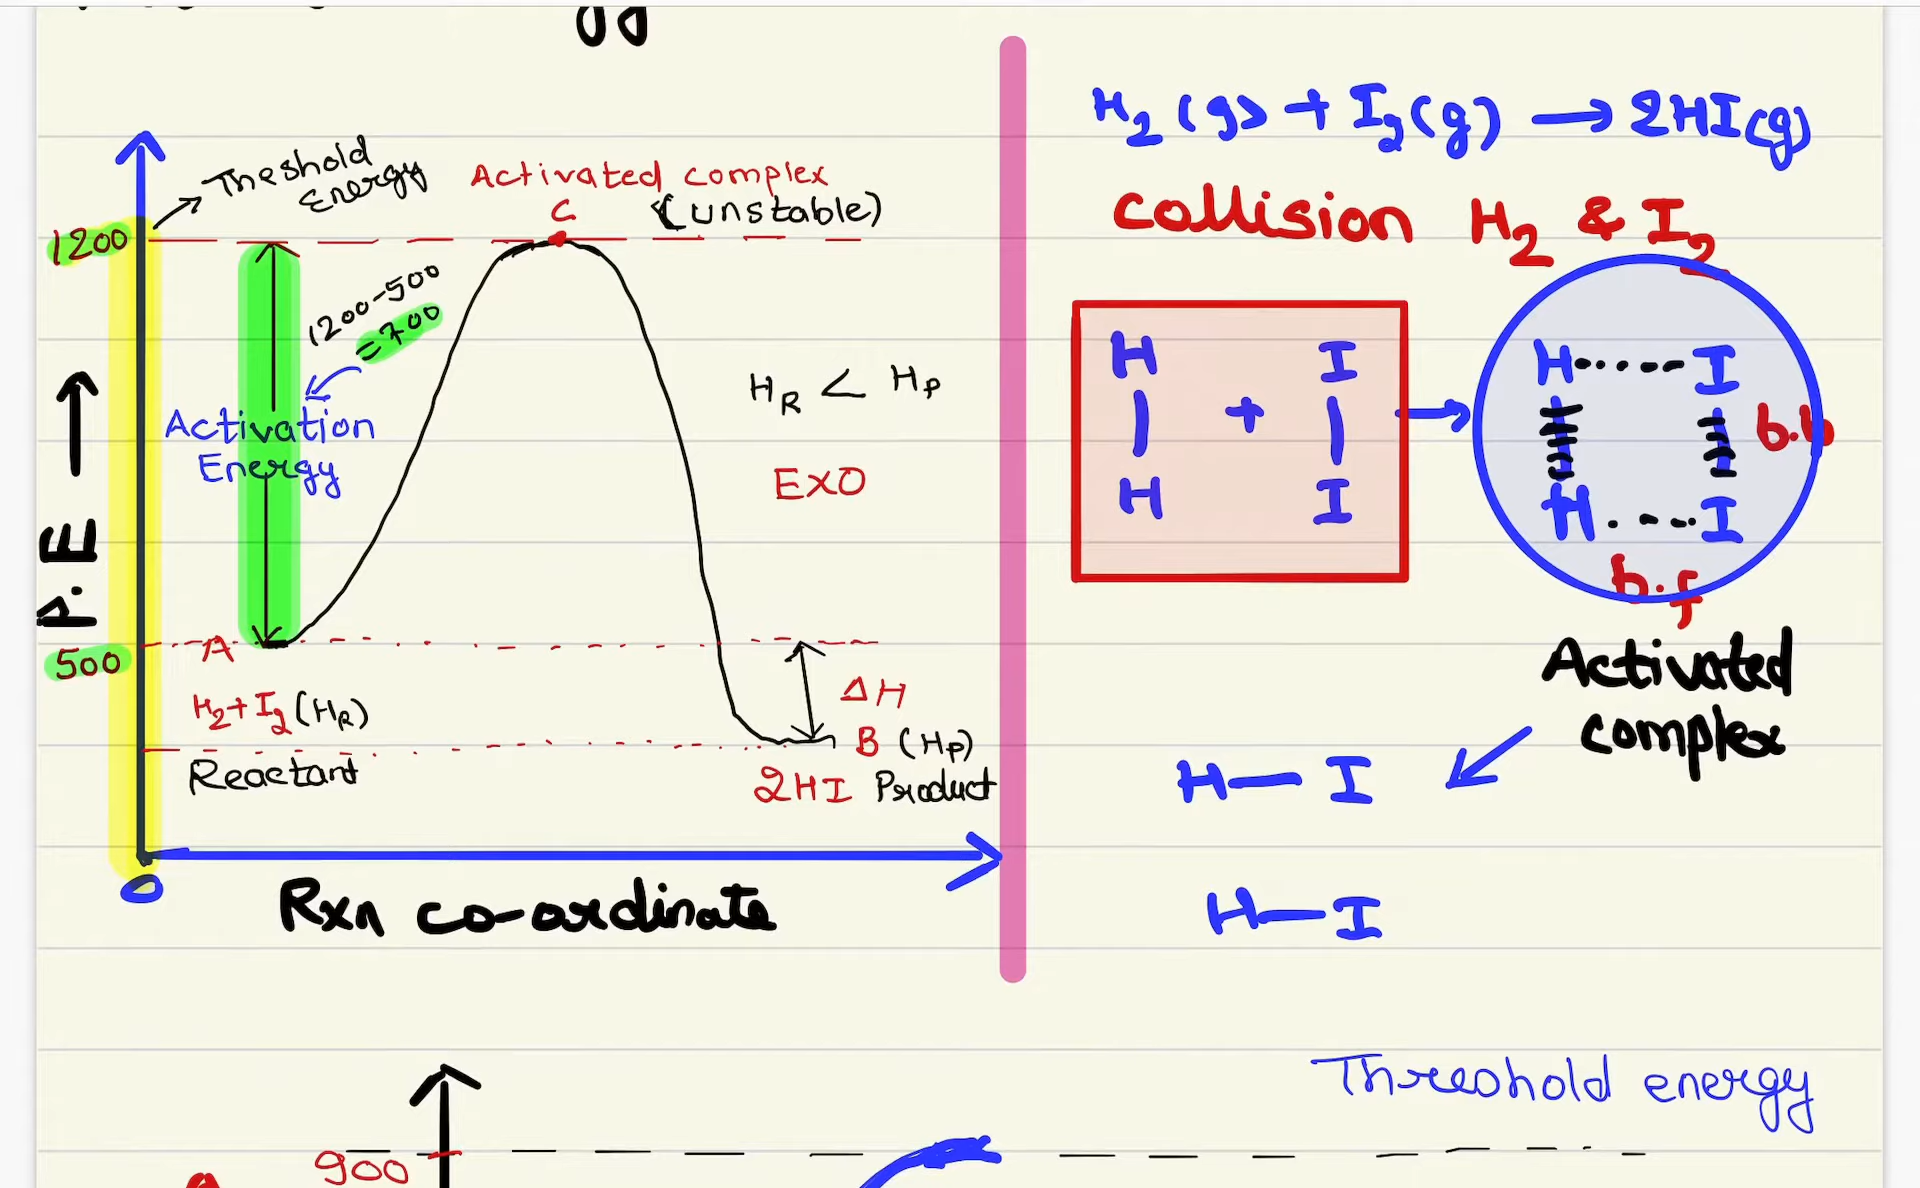 Theshold
Energy
Activated complex
(unstable)
C
1200
1200-500
=700
Activation
Energy
P.E
HR < HP
EXO
A
500
H2+I2 (HR)
Reactant
ΔH
B (HP)
2HI Product
0
Rxn co-ordinate
H2(g) + I2(g) → 2HI(g)
Collision H2 & I2
H I
+
H I
H I
b.b
H I
b.f
Activated
complex
H—I
H—I
Threshold energy
900